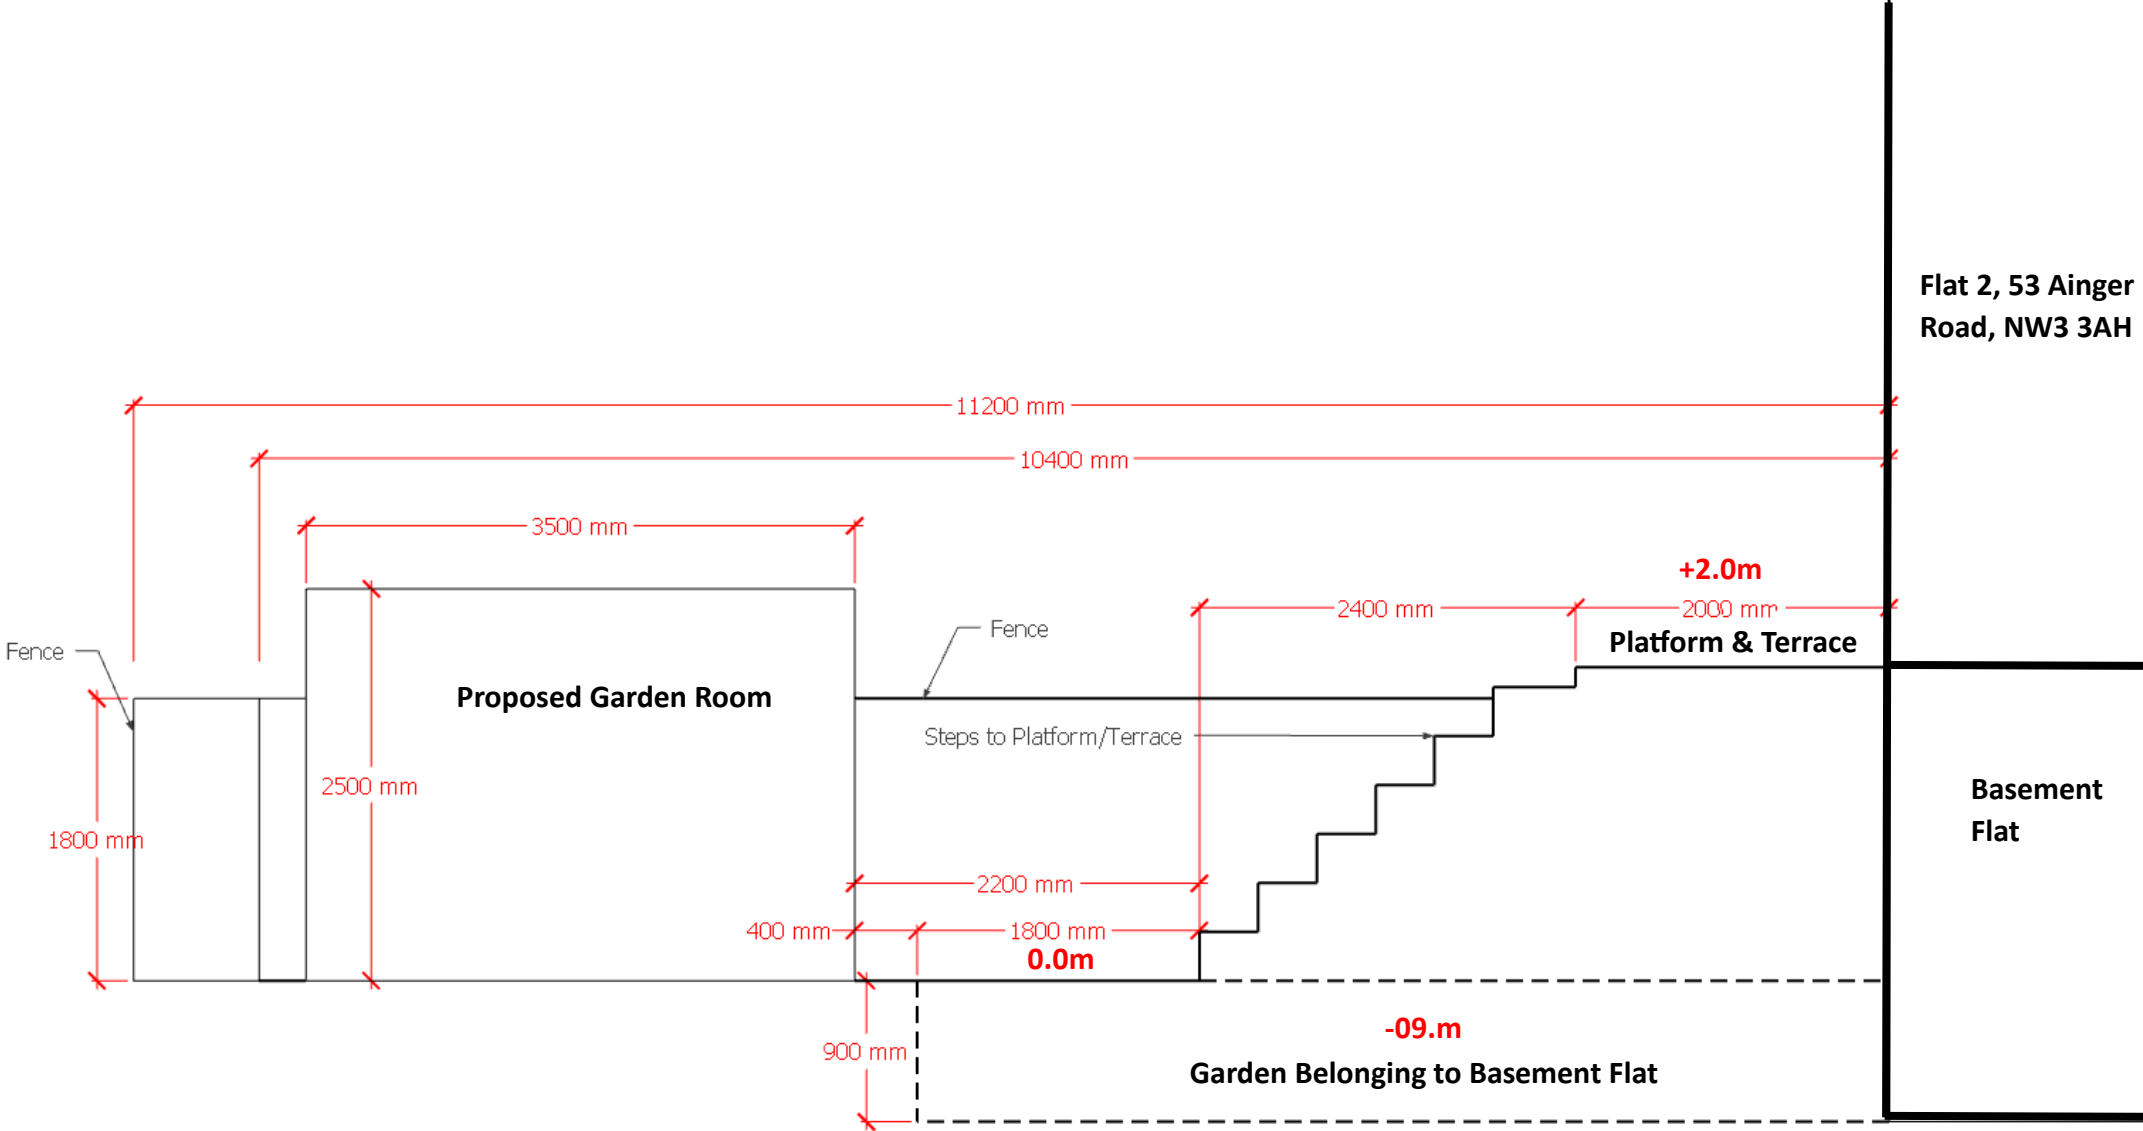 Flat 2, 53 Ainger
Road, NW3 3AH
11200 mm
10400 mm
3500 mm
+2.0m
2400 mm
2000 mm
Fence
Platform & Terrace
Fence
Proposed Garden Room
Steps to Platform/Terrace
2500 mm
Basement
Flat
1800 mm
2200 mm
400 mm
1800 mm
0.0m
-09.m
900 mm
Garden Belonging to Basement Flat